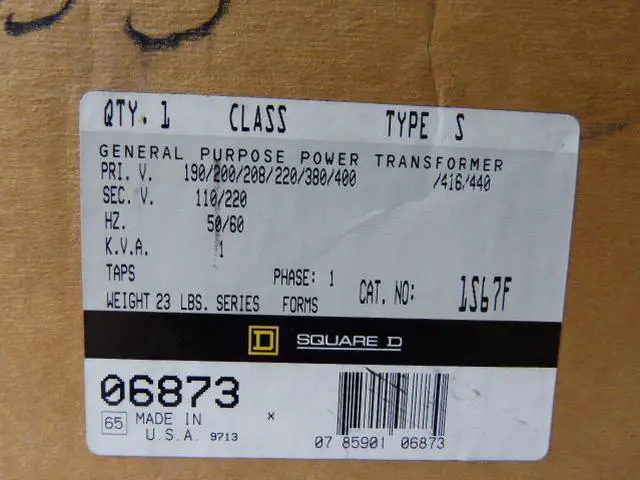 QTY. 1 CLASS TYPE S
GENERAL PURPOSE POWER TRANSFORMER
PRI. V. 190/200/208/220/380/400 /416/440
SEC. V. 110/220
HZ. 50/60
K.V.A. 1
TAPS PHASE: 1
WEIGHT 23 LBS. SERIES FORMS CAT. NO: 1S67F
D SQUARE D
06873
65 MADE IN U.S.A. 9713 ×
07 85901 06873